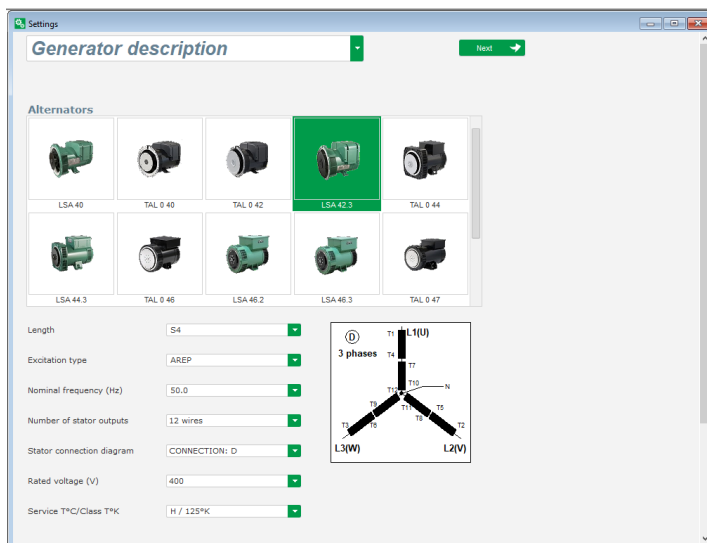 Settings
Generator description
Next
Alternators
LSA 40
TAL 0 40
TAL 0 42
LSA 42.3
TAL 0 44
LSA 44.3
TAL 0 46
LSA 46.2
LSA 46.3
TAL 0 47
Length
S4
Excitation type
AREP
Nominal frequency (Hz)
50.0
Number of stator outputs
12 wires
Stator connection diagram
CONNECTION: D
Rated voltage (V)
400
Service T°C/Class T°K
H / 125°K
D
3 phases
T1
L1(U)
T4
T7
T10
T12
N
T9
T11
T5
T3
T6
T8
T2
L3(W)
L2(V)